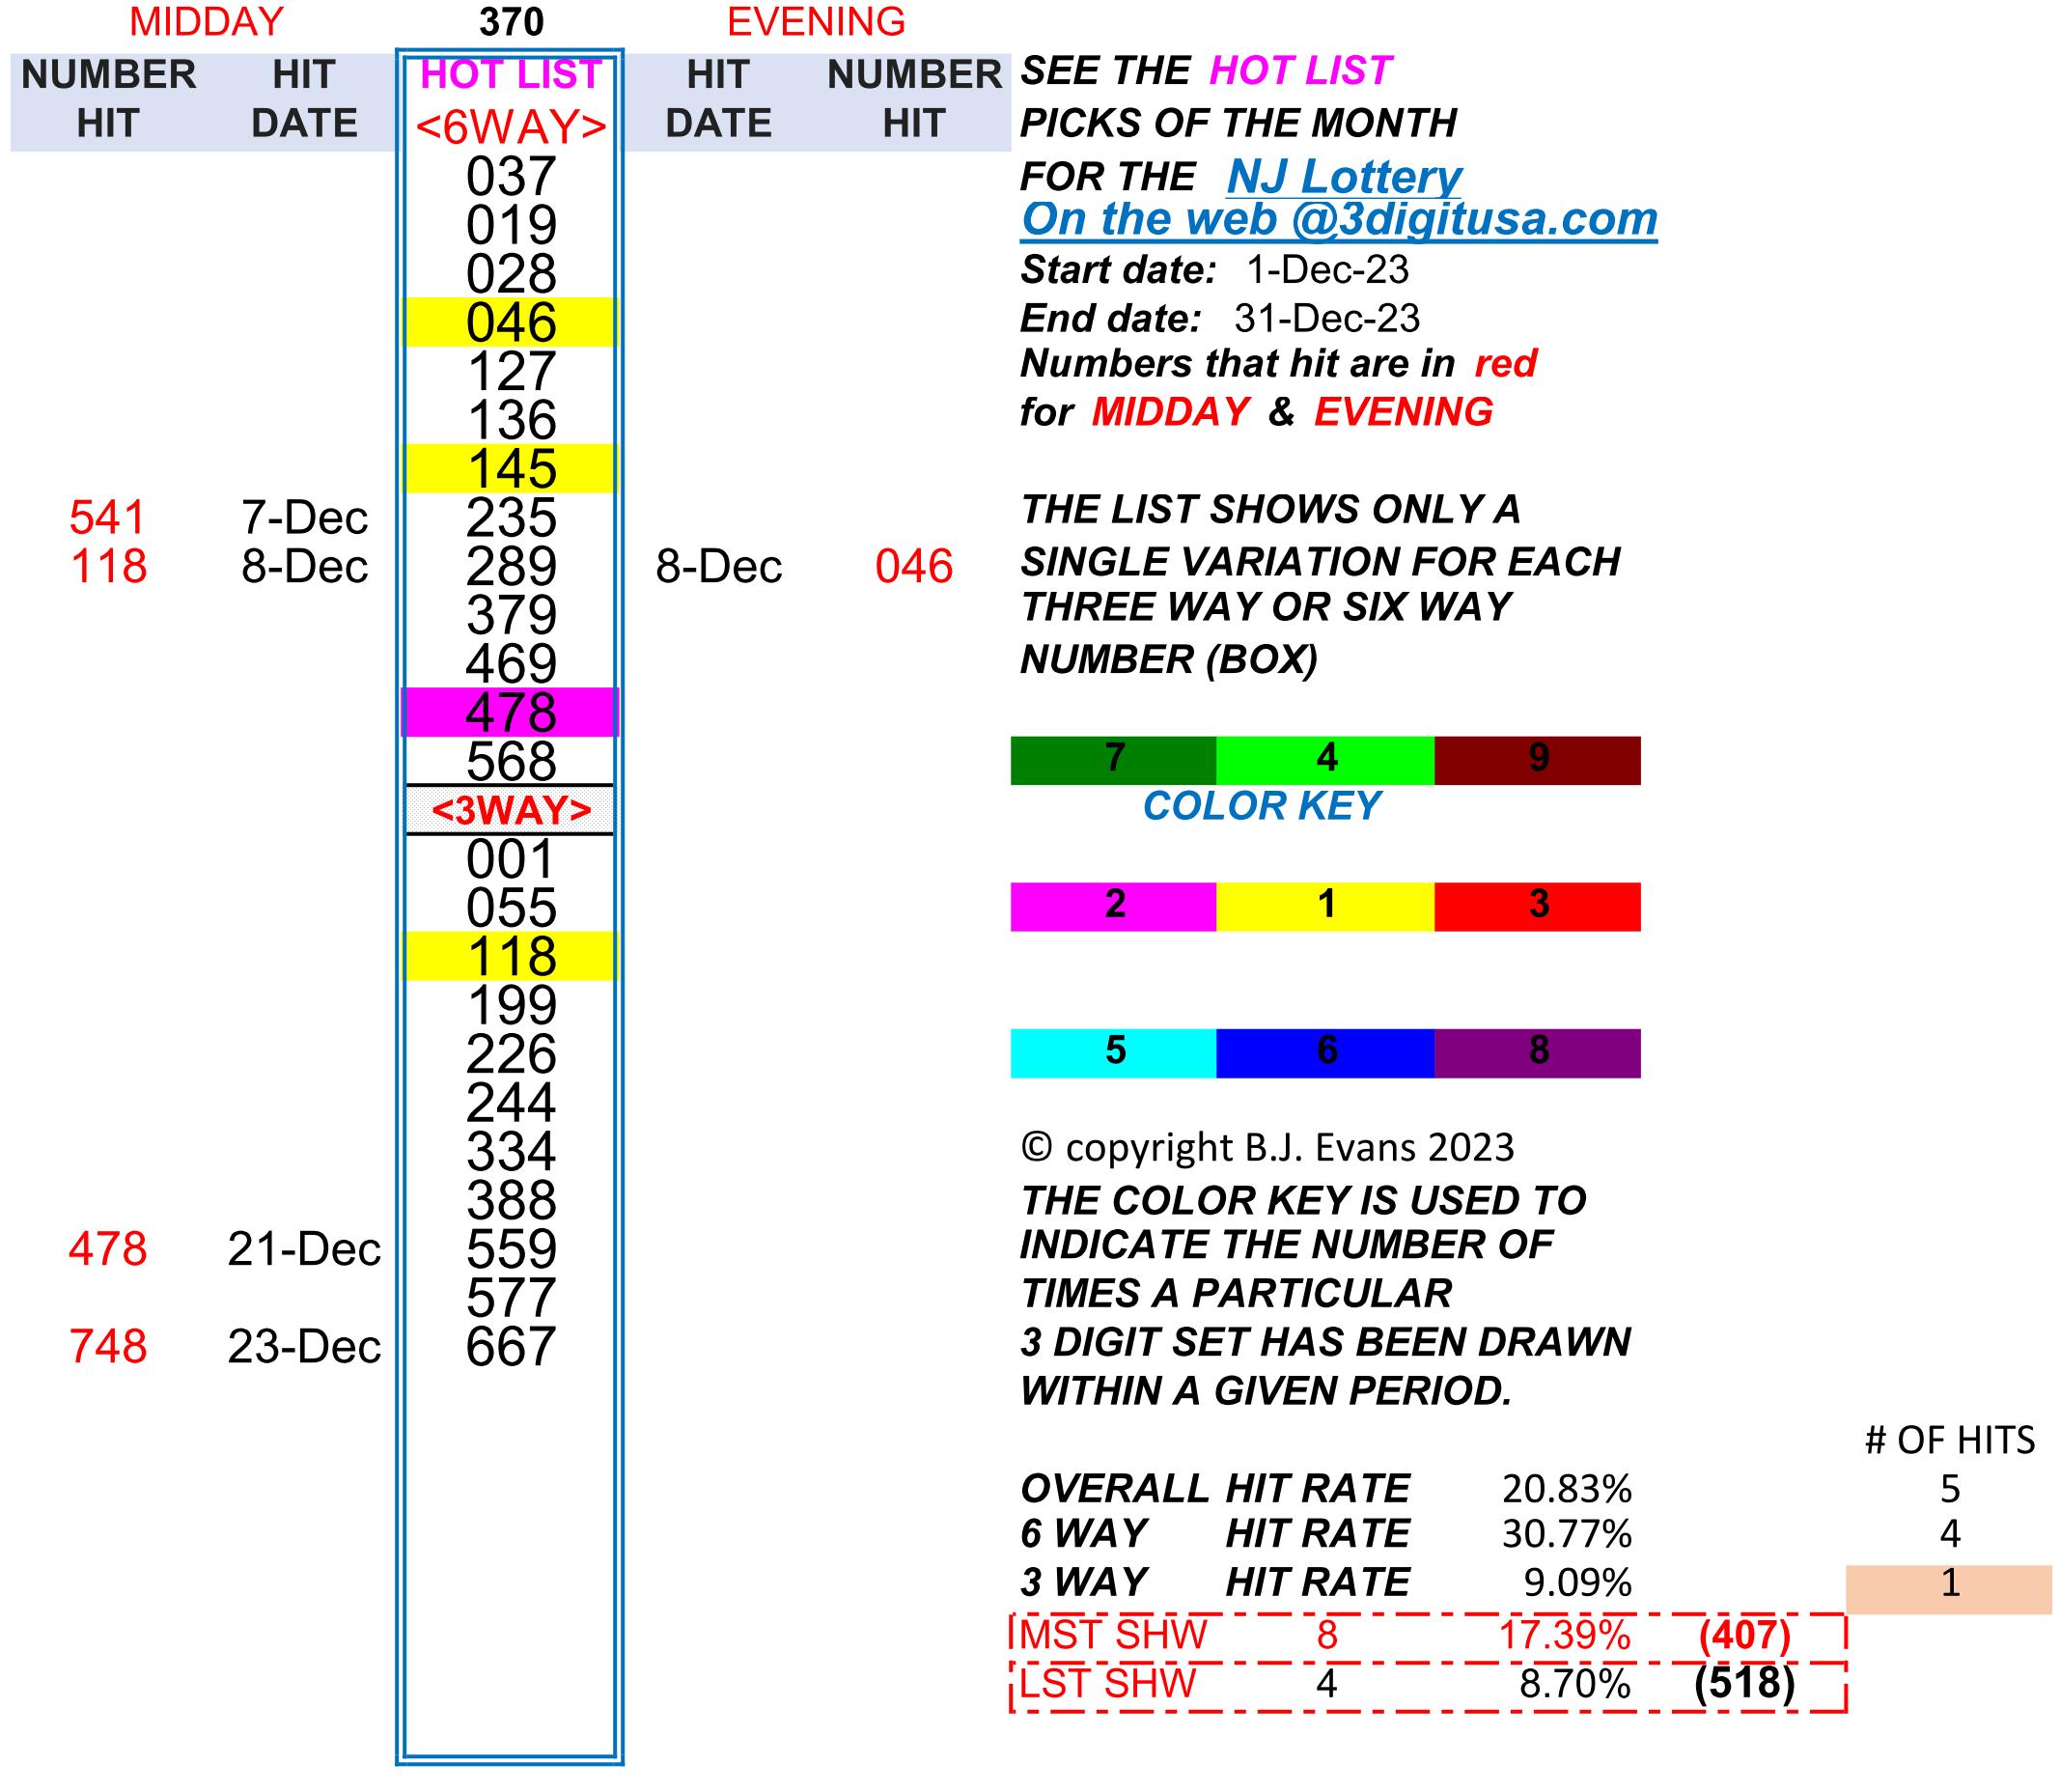 MIDDAY 370 EVENING
NUMBER HIT HOT LIST HIT NUMBER SEE THE HOT LIST
HIT DATE <6WAY> DATE HIT PICKS OF THE MONTH
037 FOR THE NJ Lottery
019 On the web @3digitusa.com
028 Start date: 1-Dec-23
046 End date: 31-Dec-23
127 Numbers that hit are in red
136 for MIDDAY & EVENING
145
541 7-Dec 235 THE LIST SHOWS ONLY A
118 8-Dec 289 8-Dec 046 SINGLE VARIATION FOR EACH
379 THREE WAY OR SIX WAY
469 NUMBER (BOX)
478
568 7 4 9
<3WAY> COLOR KEY
001
055 2 1 3
118
199
226 5 6 8
244
334 © copyright B.J. Evans 2023
388 THE COLOR KEY IS USED TO
478 21-Dec 559 INDICATE THE NUMBER OF
577 TIMES A PARTICULAR
748 23-Dec 667 3 DIGIT SET HAS BEEN DRAWN
WITHIN A GIVEN PERIOD.
# OF HITS
OVERALL HIT RATE 20.83% 5
6 WAY HIT RATE 30.77% 4
3 WAY HIT RATE 9.09% 1
MST SHW 8 17.39% (407)
LST SHW 4 8.70% (518)